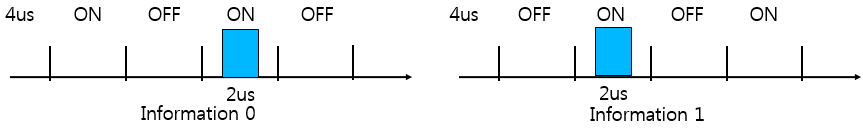 4us ON OFF ON OFF
2us
Information 0
4us OFF ON OFF ON
2us
Information 1